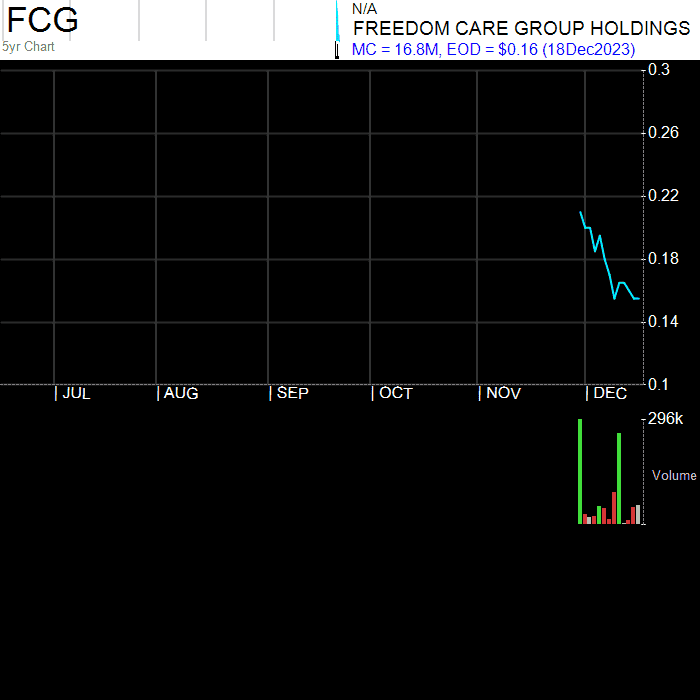 FCG
5yr Chart
N/A
FREEDOM CARE GROUP HOLDINGS
MC = 16.8M, EOD = $0.16 (18Dec2023)
0.3
0.26
0.22
0.18
0.14
0.1
| JUL | AUG | SEP | OCT | NOV | DEC
296k
Volume